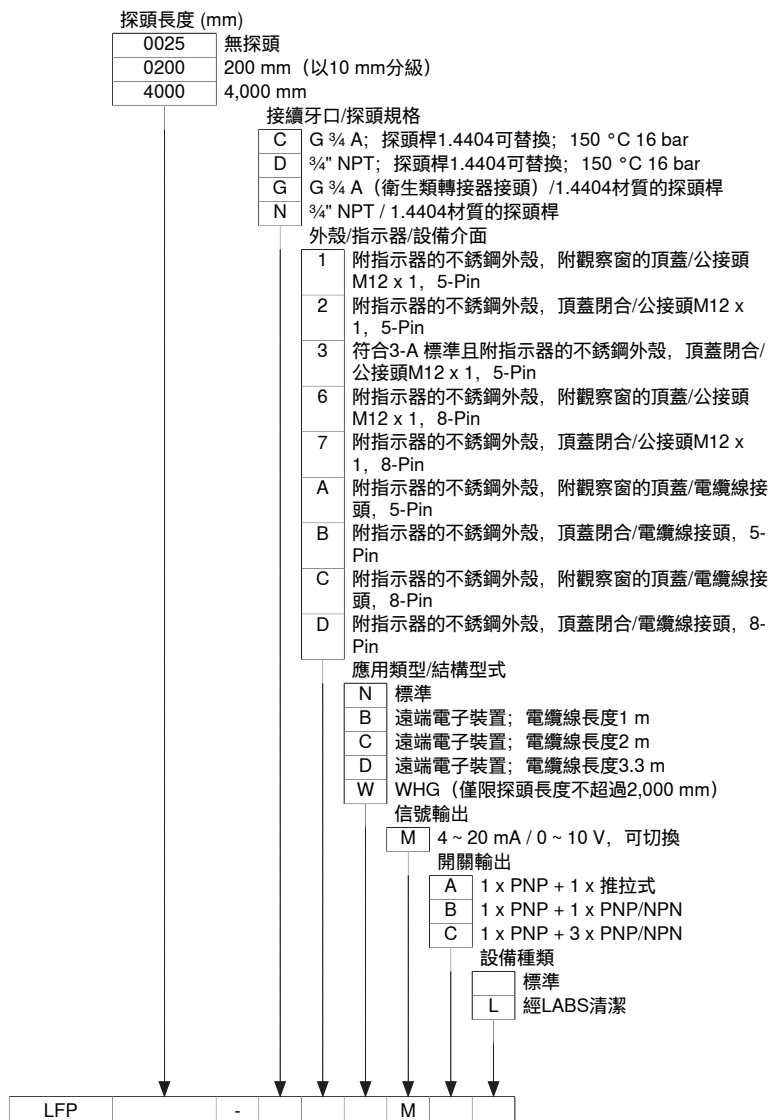 探頭長度 (mm)
0025 無探頭
0200 200 mm（以10 mm分級）
4000 4,000 mm
接續牙口/探頭規格
C G ¾ A；探頭桿1.4404可替換；150 °C 16 bar
D ¾" NPT；探頭桿1.4404可替換；150 °C 16 bar
G G ¾ A（衛生類轉接器接頭）/1.4404材質的探頭桿
N ¾" NPT / 1.4404材質的探頭桿
外殼/指示器/設備介面
1 附指示器的不銹鋼外殼，附觀察窗的頂蓋/公接頭
M12 x 1，5-Pin
2 附指示器的不銹鋼外殼，頂蓋閉合/公接頭M12 x
1，5-Pin
3 符合3-A 標準且附指示器的不銹鋼外殼，頂蓋閉合/
公接頭M12 x 1，5-Pin
6 附指示器的不銹鋼外殼，附觀察窗的頂蓋/公接頭
M12 x 1，8-Pin
7 附指示器的不銹鋼外殼，頂蓋閉合/公接頭M12 x
1，8-Pin
A 附指示器的不銹鋼外殼，附觀察窗的頂蓋/電纜線接
頭，5-Pin
B 附指示器的不銹鋼外殼，頂蓋閉合/電纜線接頭，5-
Pin
C 附指示器的不銹鋼外殼，附觀察窗的頂蓋/電纜線接
頭，8-Pin
D 附指示器的不銹鋼外殼，頂蓋閉合/電纜線接頭，8-
Pin
應用類型/結構型式
N 標準
B 遠端電子裝置；電纜線長度1 m
C 遠端電子裝置；電纜線長度2 m
D 遠端電子裝置；電纜線長度3.3 m
W WHG（僅限探頭長度不超過2,000 mm）
信號輸出
M 4 ~ 20 mA / 0 ~ 10 V，可切換
開關輸出
A 1 x PNP + 1 x 推拉式
B 1 x PNP + 1 x PNP/NPN
C 1 x PNP + 3 x PNP/NPN
設備種類
標準
L 經LABS清潔
LFP - M